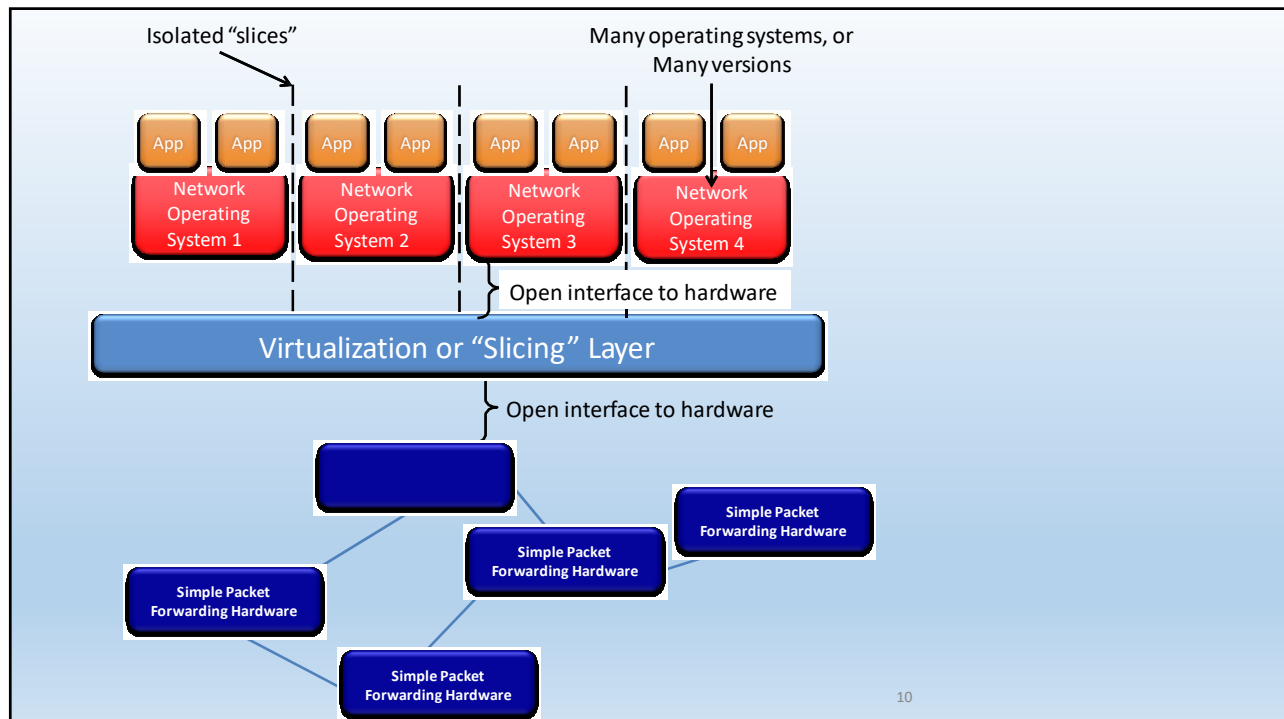 Isolated “slices”
Many operating systems, or
Many versions
App
App
App
App
App
App
App
App
Network
Operating
System 1
Network
Operating
System 2
Network
Operating
System 3
Network
Operating
System 4
Open interface to hardware
Virtualization or “Slicing” Layer
Open interface to hardware
Simple Packet
Forwarding Hardware
Simple Packet
Forwarding Hardware
Simple Packet
Forwarding Hardware
Simple Packet
Forwarding Hardware
10